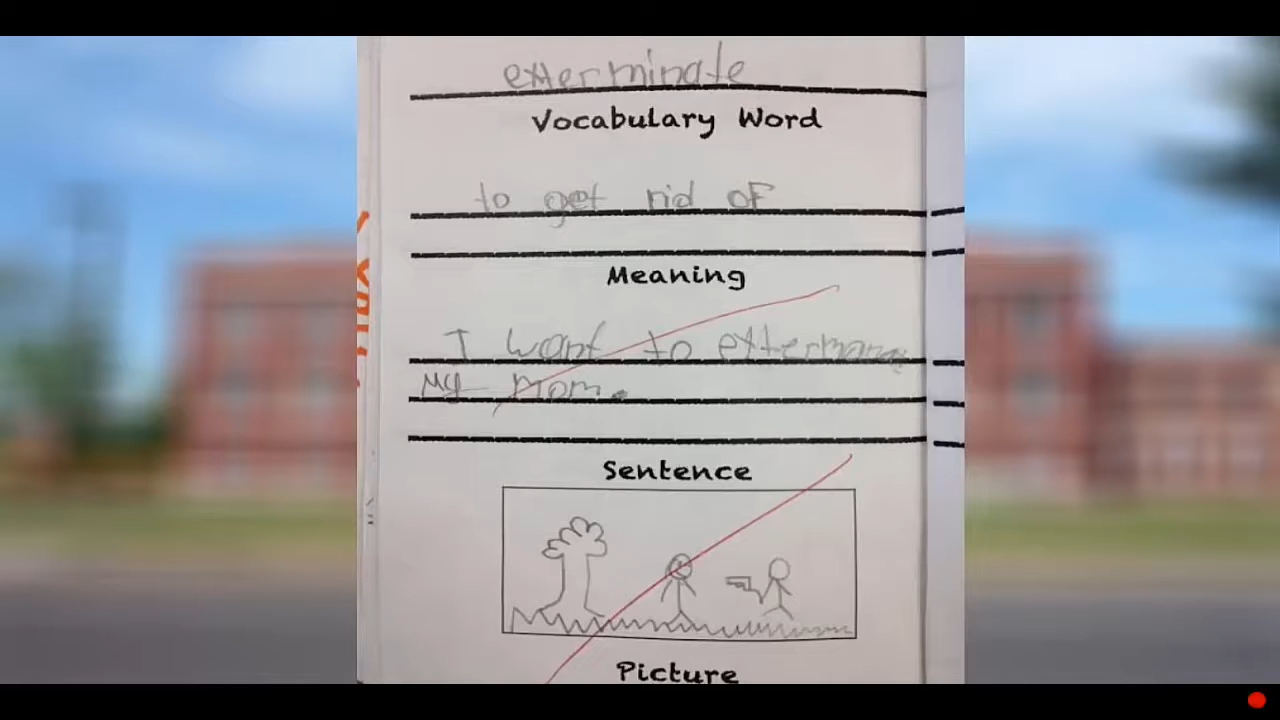 exterminate
Vocabulary Word
to get rid of
Meaning
I want to
my mom.
Sentence
Picture